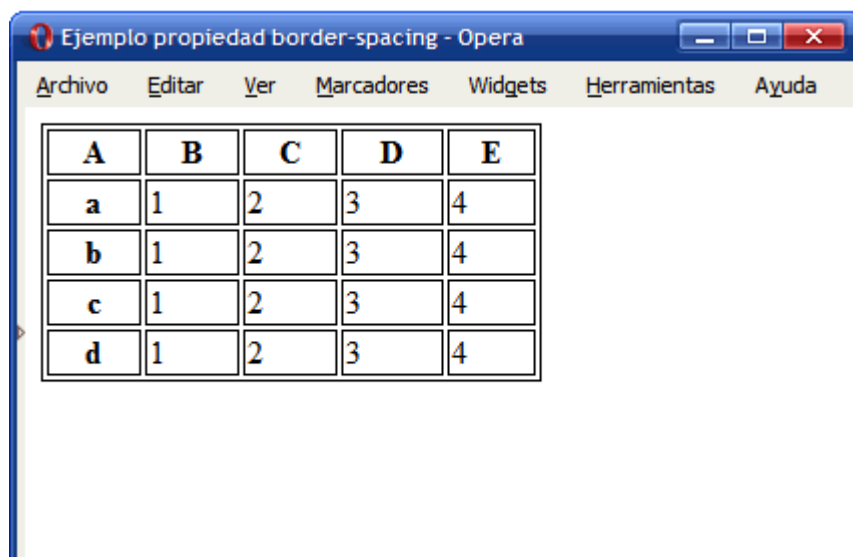 Ejemplo propiedad border-spacing - Opera
Archivo Editar Ver Marcadores Widgets Herramientas Ayuda
A B C D E
a 1 2 3 4
b 1 2 3 4
c 1 2 3 4
d 1 2 3 4